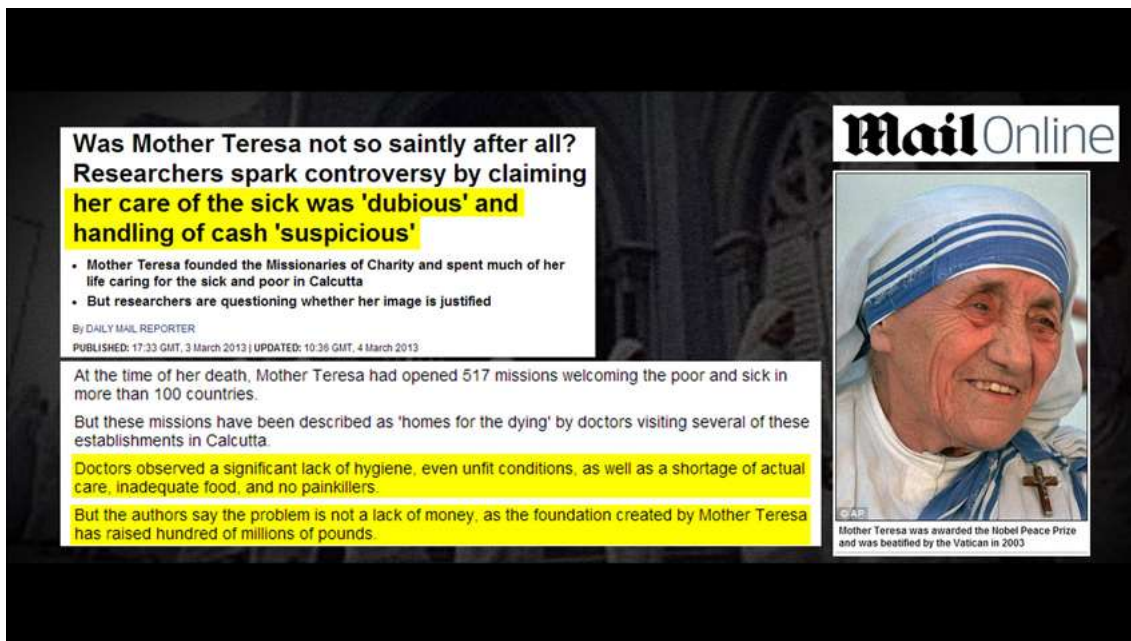 Was Mother Teresa not so saintly after all?
Researchers spark controversy by claiming
her care of the sick was 'dubious' and
handling of cash 'suspicious'
• Mother Teresa founded the Missionaries of Charity and spent much of her
life caring for the sick and poor in Calcutta
• But researchers are questioning whether her image is justified
By DAILY MAIL REPORTER
PUBLISHED: 17:33 GMT, 3 March 2013 | UPDATED: 10:36 GMT, 4 March 2013
At the time of her death, Mother Teresa had opened 517 missions welcoming the poor and sick in
more than 100 countries.
But these missions have been described as 'homes for the dying' by doctors visiting several of these
establishments in Calcutta.
Doctors observed a significant lack of hygiene, even unfit conditions, as well as a shortage of actual
care, inadequate food, and no painkillers.
But the authors say the problem is not a lack of money, as the foundation created by Mother Teresa
has raised hundred of millions of pounds.
Mail Online
© AP
Mother Teresa was awarded the Nobel Peace Prize
and was beatified by the Vatican in 2003